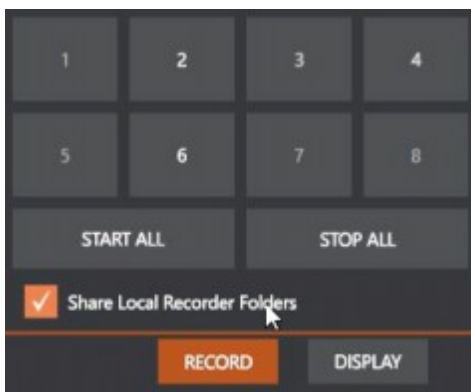 1 2 3 4
5 6 7 8
START ALL STOP ALL
Share Local Recorder Folders
RECORD DISPLAY